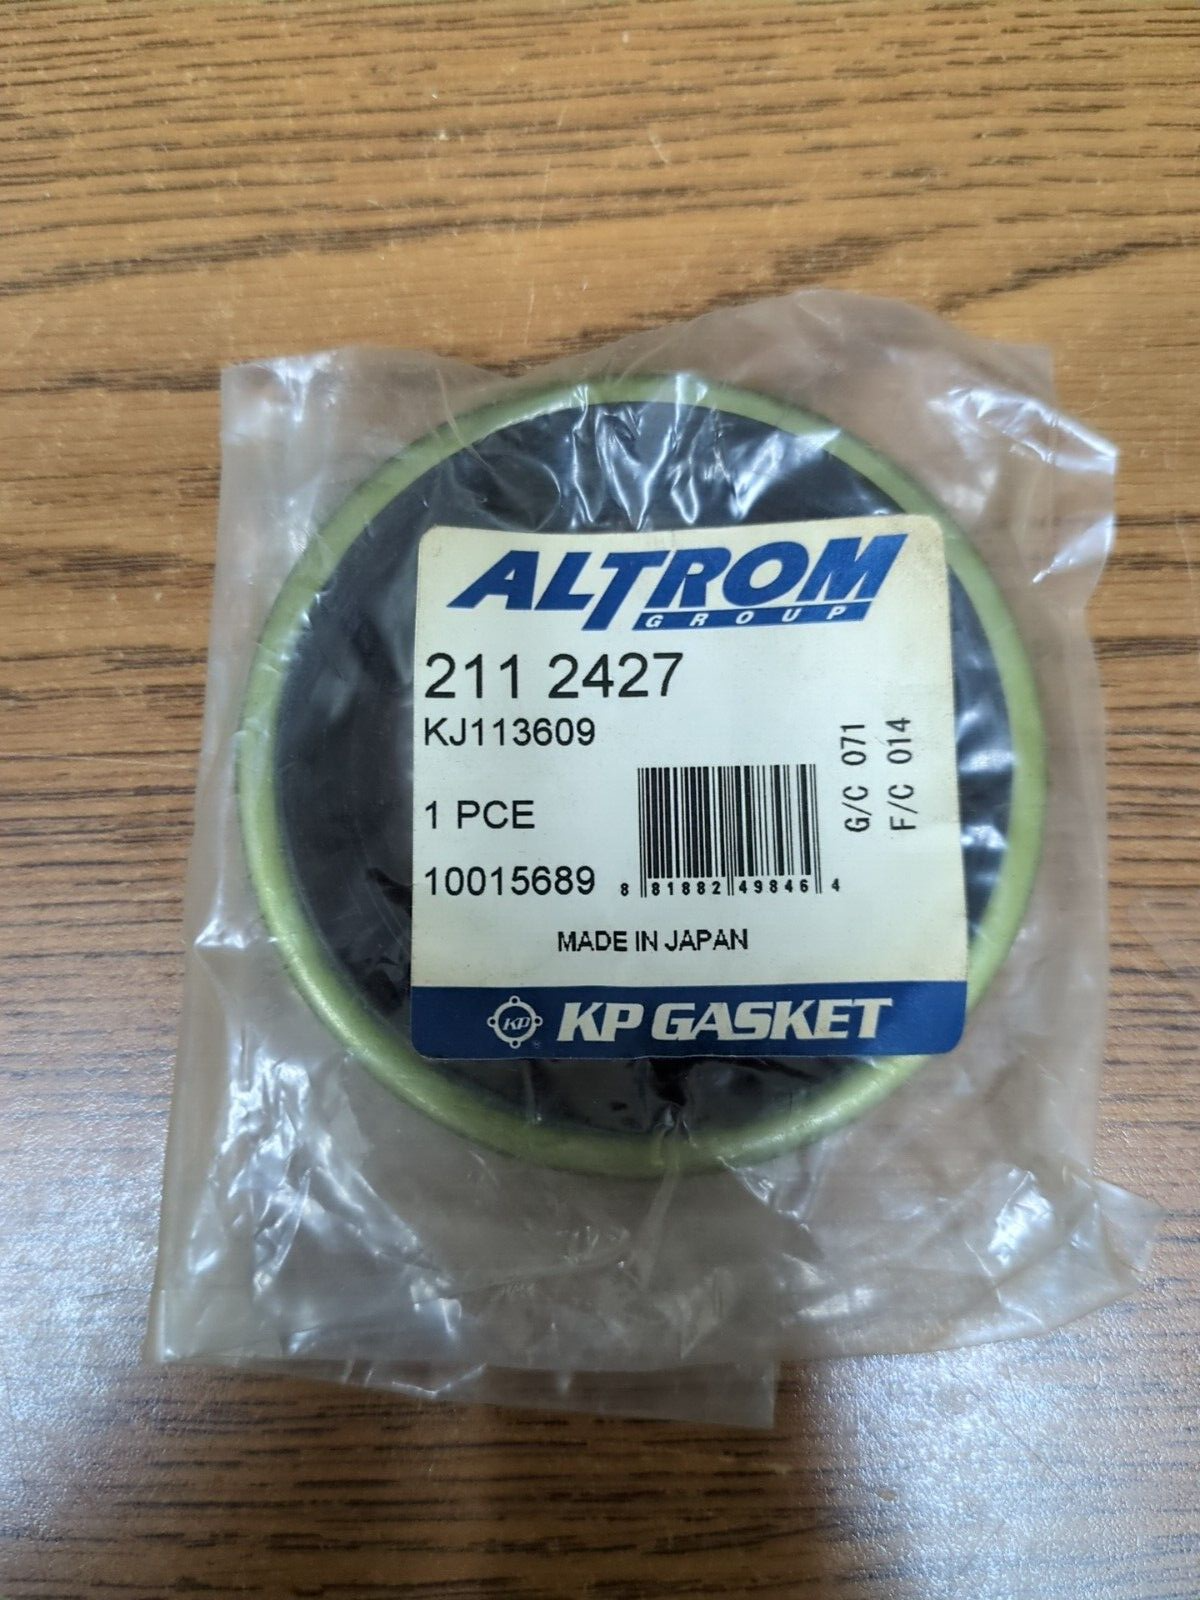 ALTROM
GROUP
211 2427
KJ113609
1 PCE
10015689
8 81882 49846 4
G/C 071
F/C 014
MADE IN JAPAN
KP
®
KP GASKET